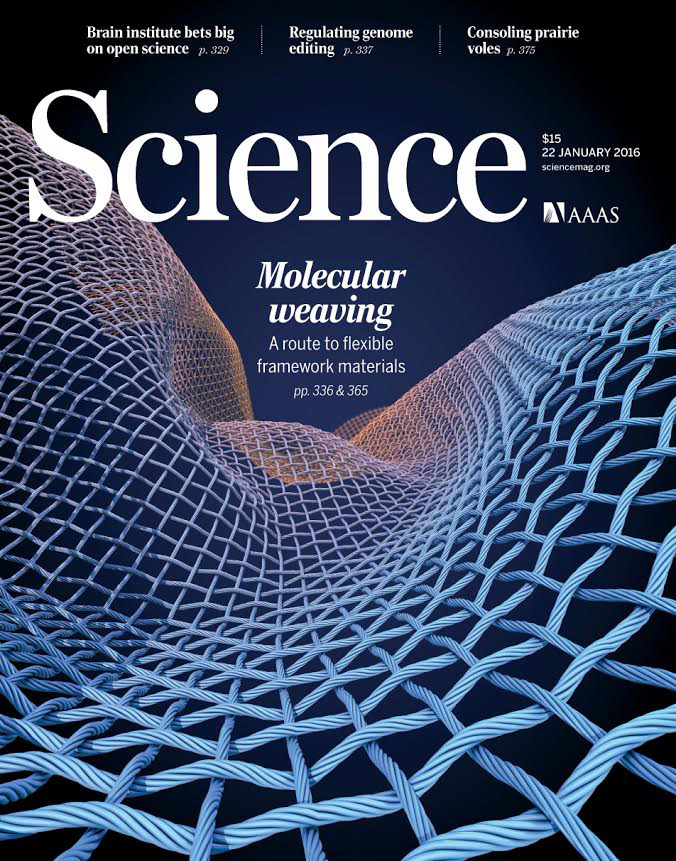 Brain institute bets big
on open science p. 329
Regulating genome
editing p. 337
Consoling prairie
voles p. 375
Science
$15
22 JANUARY 2016
sciencemag.org
AAAS
Molecular
weaving
A route to flexible
framework materials
pp. 336 & 365